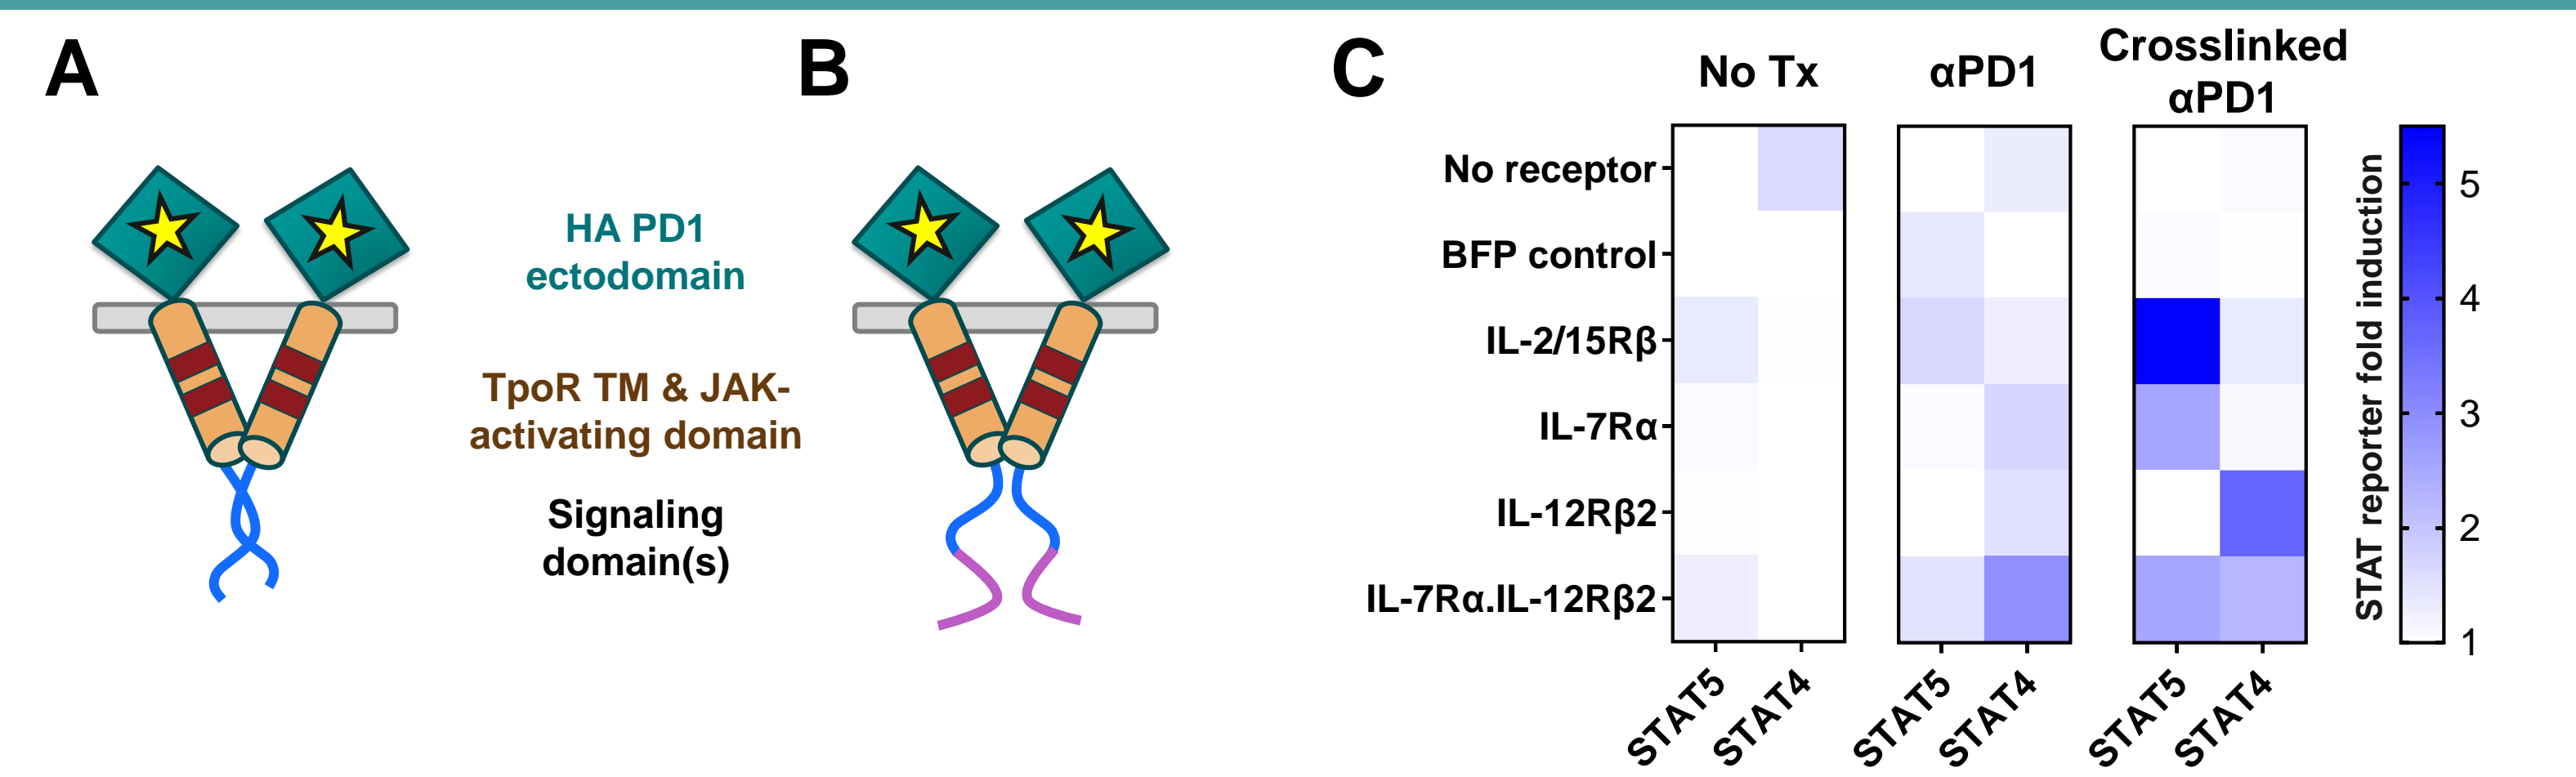 A
B
C
HA PD1
ectodomain
TpoR TM & JAK-
activating domain
Signaling
domain(s)
No Tx
αPD1
Crosslinked
αPD1
No receptor
BFP control
IL-2/15Rβ
IL-7Rα
IL-12Rβ2
IL-7Rα.IL-12Rβ2
STAT5
STAT4
STAT5
STAT4
STAT5
STAT4
STAT reporter fold induction
5
4
3
2
1